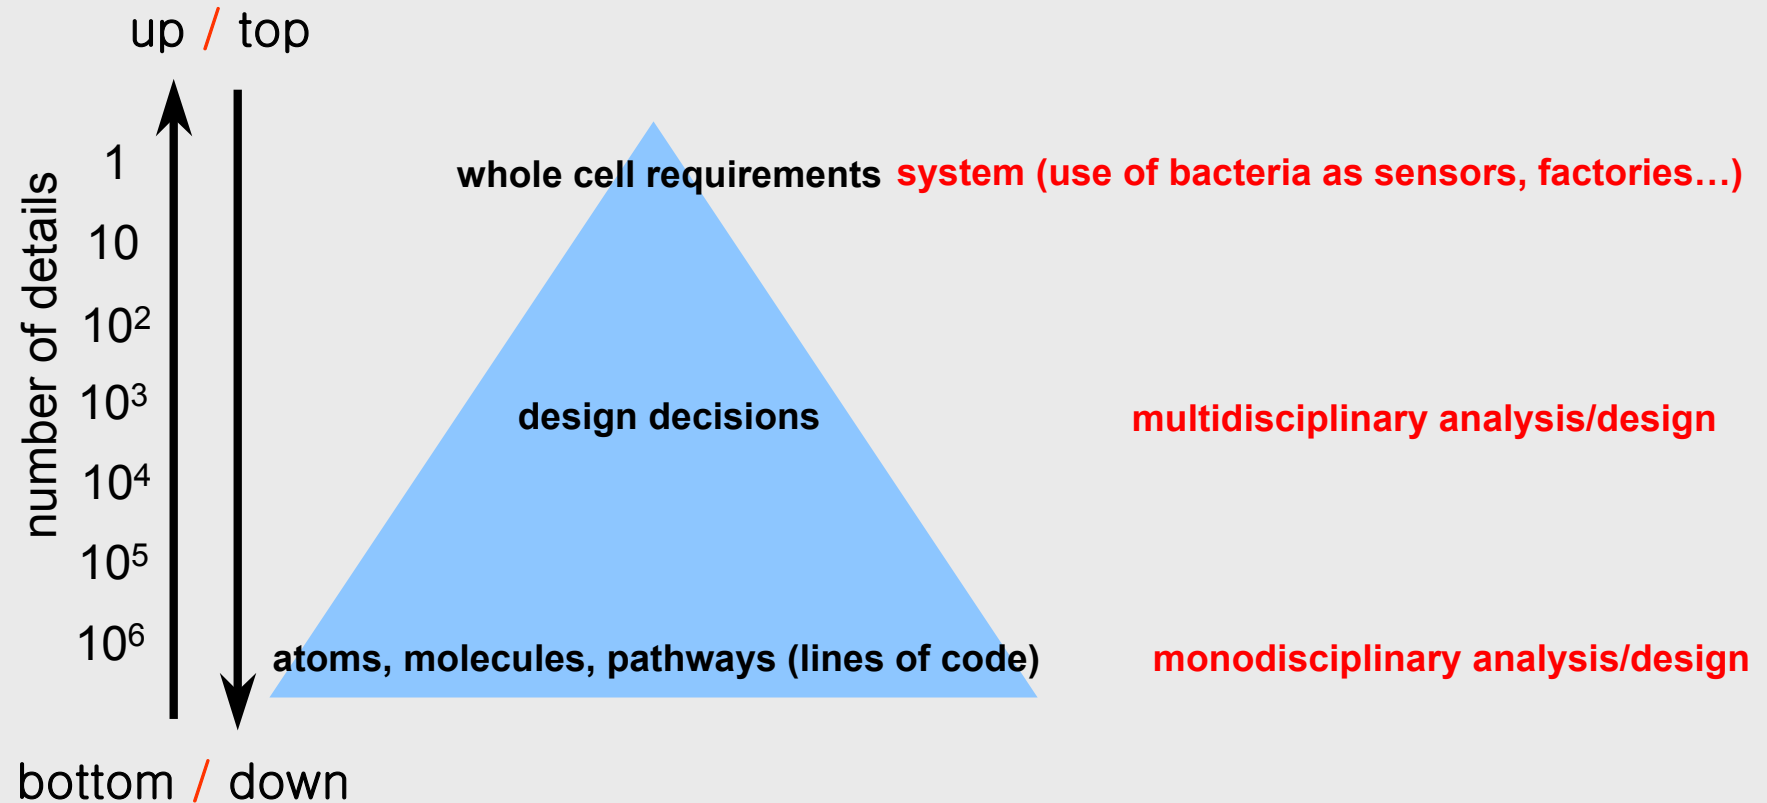 up / top
number of details
1
whole cell requirements system (use of bacteria as sensors, factories…)
10
10²
10³
design decisions multidisciplinary analysis/design
10⁴
10⁵
10⁶
atoms, molecules, pathways (lines of code) monodisciplinary analysis/design
bottom / down